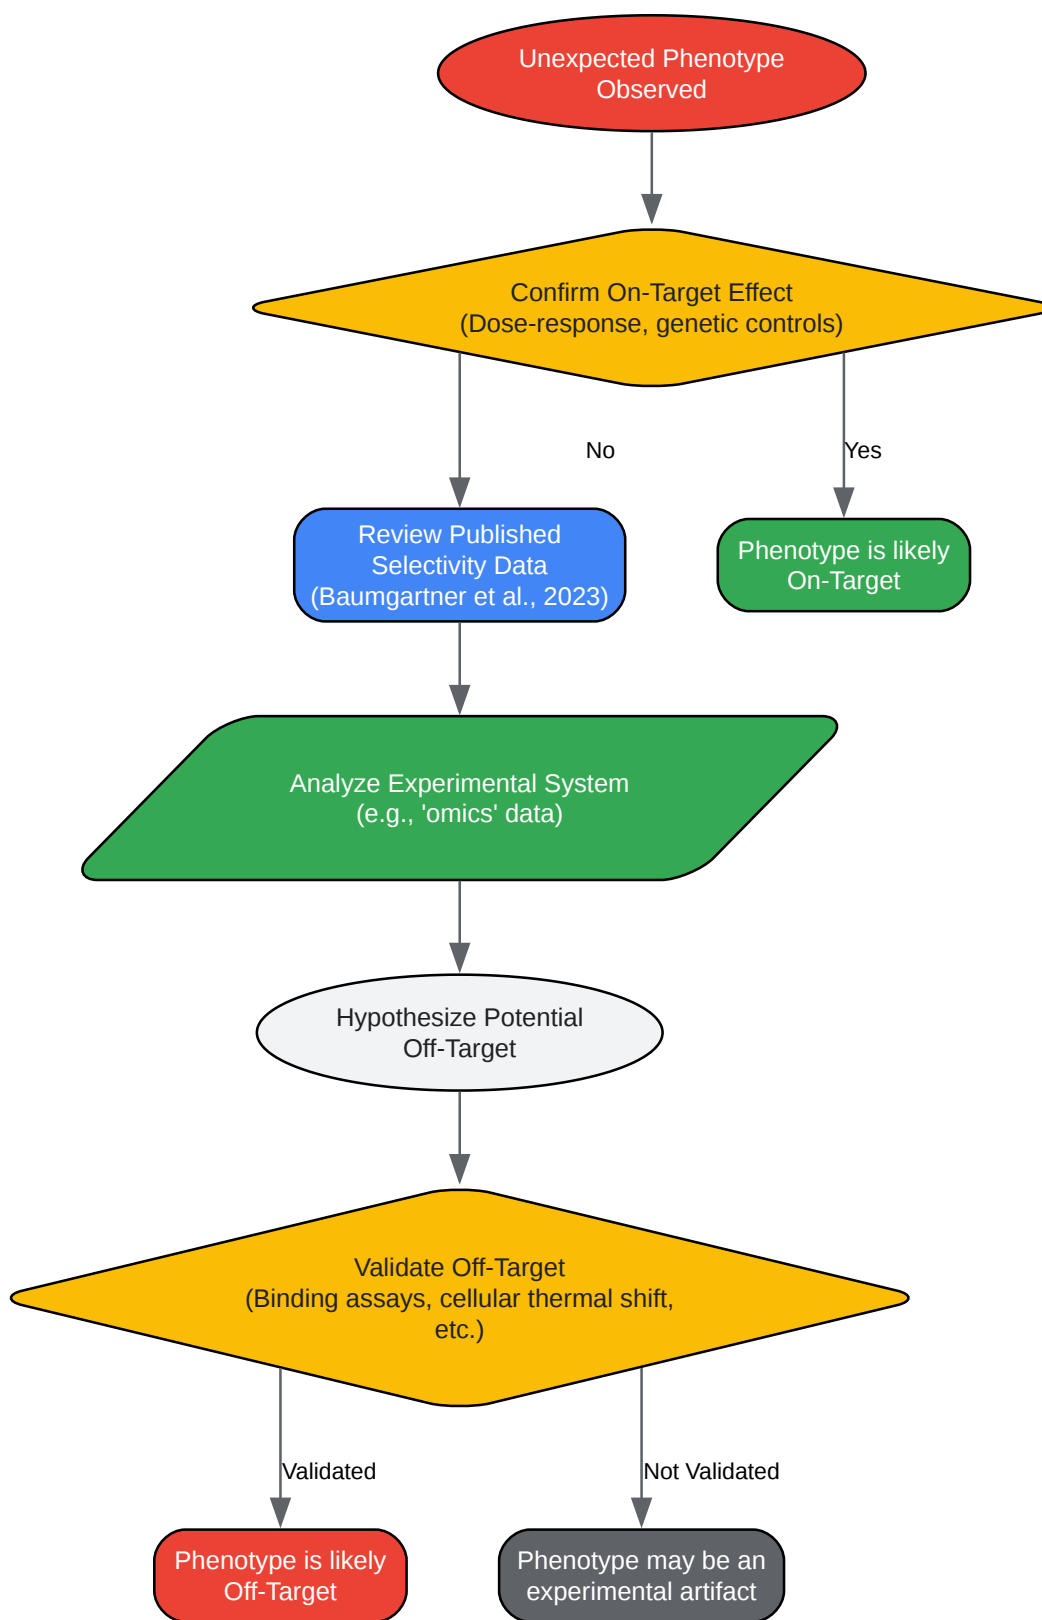 Unexpected Phenotype
Observed
Confirm On-Target Effect
(Dose-response, genetic controls)
No
Yes
Review Published
Selectivity Data
(Baumgartner et al., 2023)
Phenotype is likely
On-Target
Analyze Experimental System
(e.g., 'omics' data)
Hypothesize Potential
Off-Target
Validate Off-Target
(Binding assays, cellular thermal shift,
etc.)
Validated
Not Validated
Phenotype is likely
Off-Target
Phenotype may be an
experimental artifact